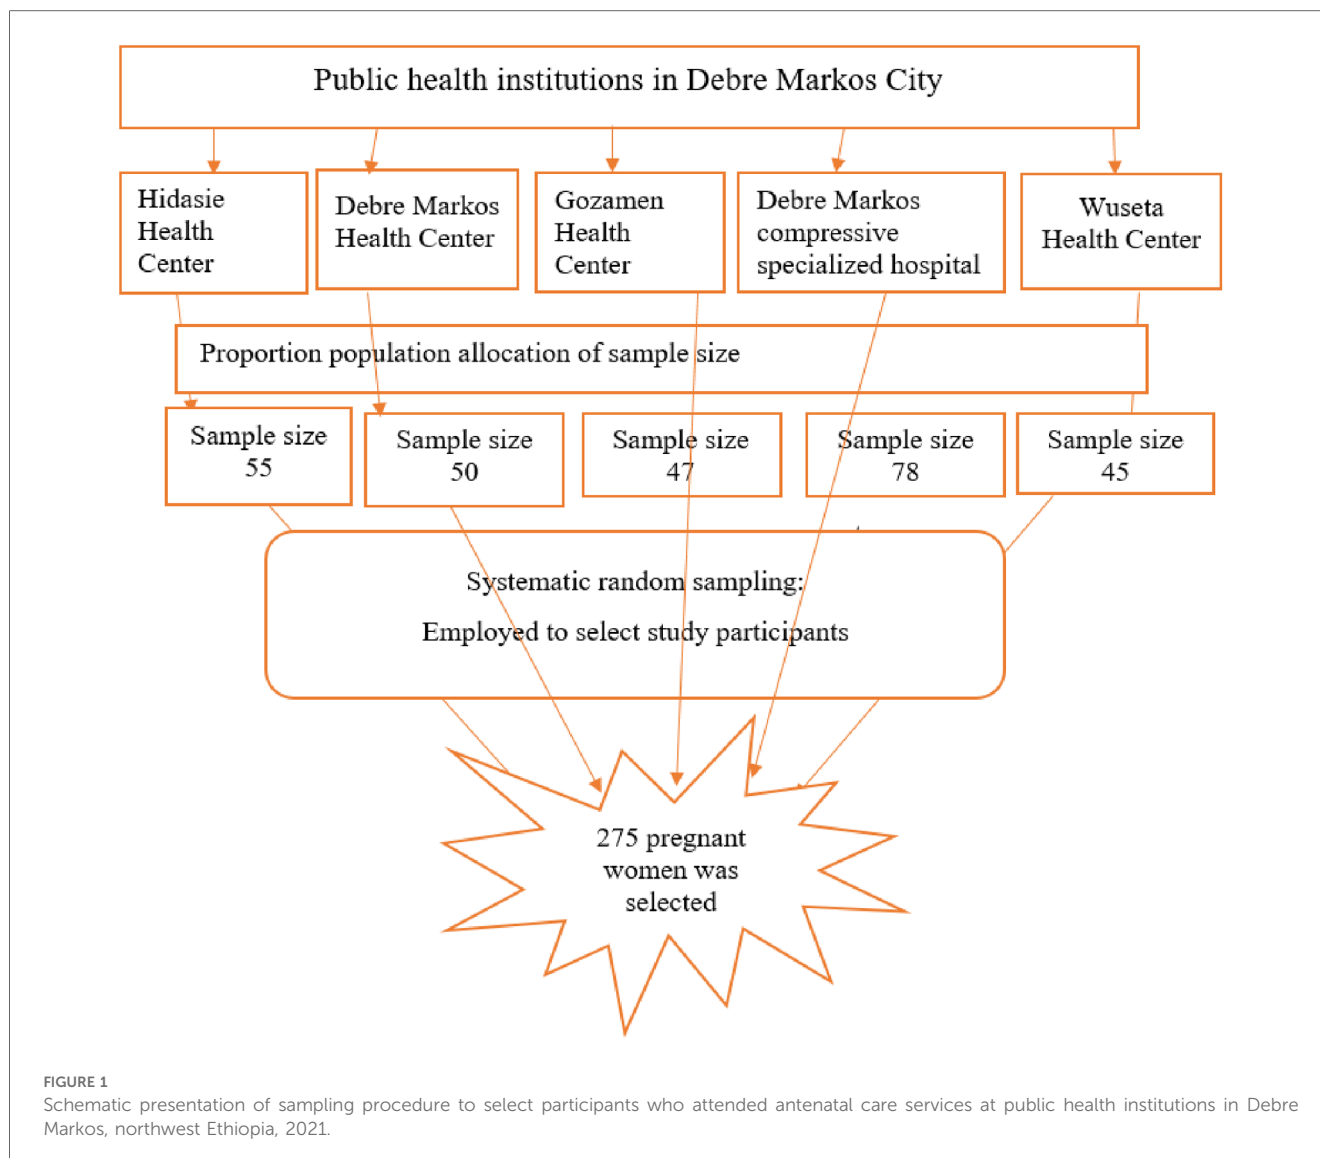 Public health institutions in Debre Markos City
Hidasie
Health
Center
Debre Markos
Health Center
Gozamen
Health
Center
Debre Markos
compressive
specialized hospital
Wuseta
Health Center
Proportion population allocation of sample size
Sample size
55
Sample size
50
Sample size
47
Sample size
78
Sample size
45
Systematic random sampling:
Employed to select study participants
275 pregnant
women was
selected
FIGURE 1
Schematic presentation of sampling procedure to select participants who attended antenatal care services at public health institutions in Debre
Markos, northwest Ethiopia, 2021.